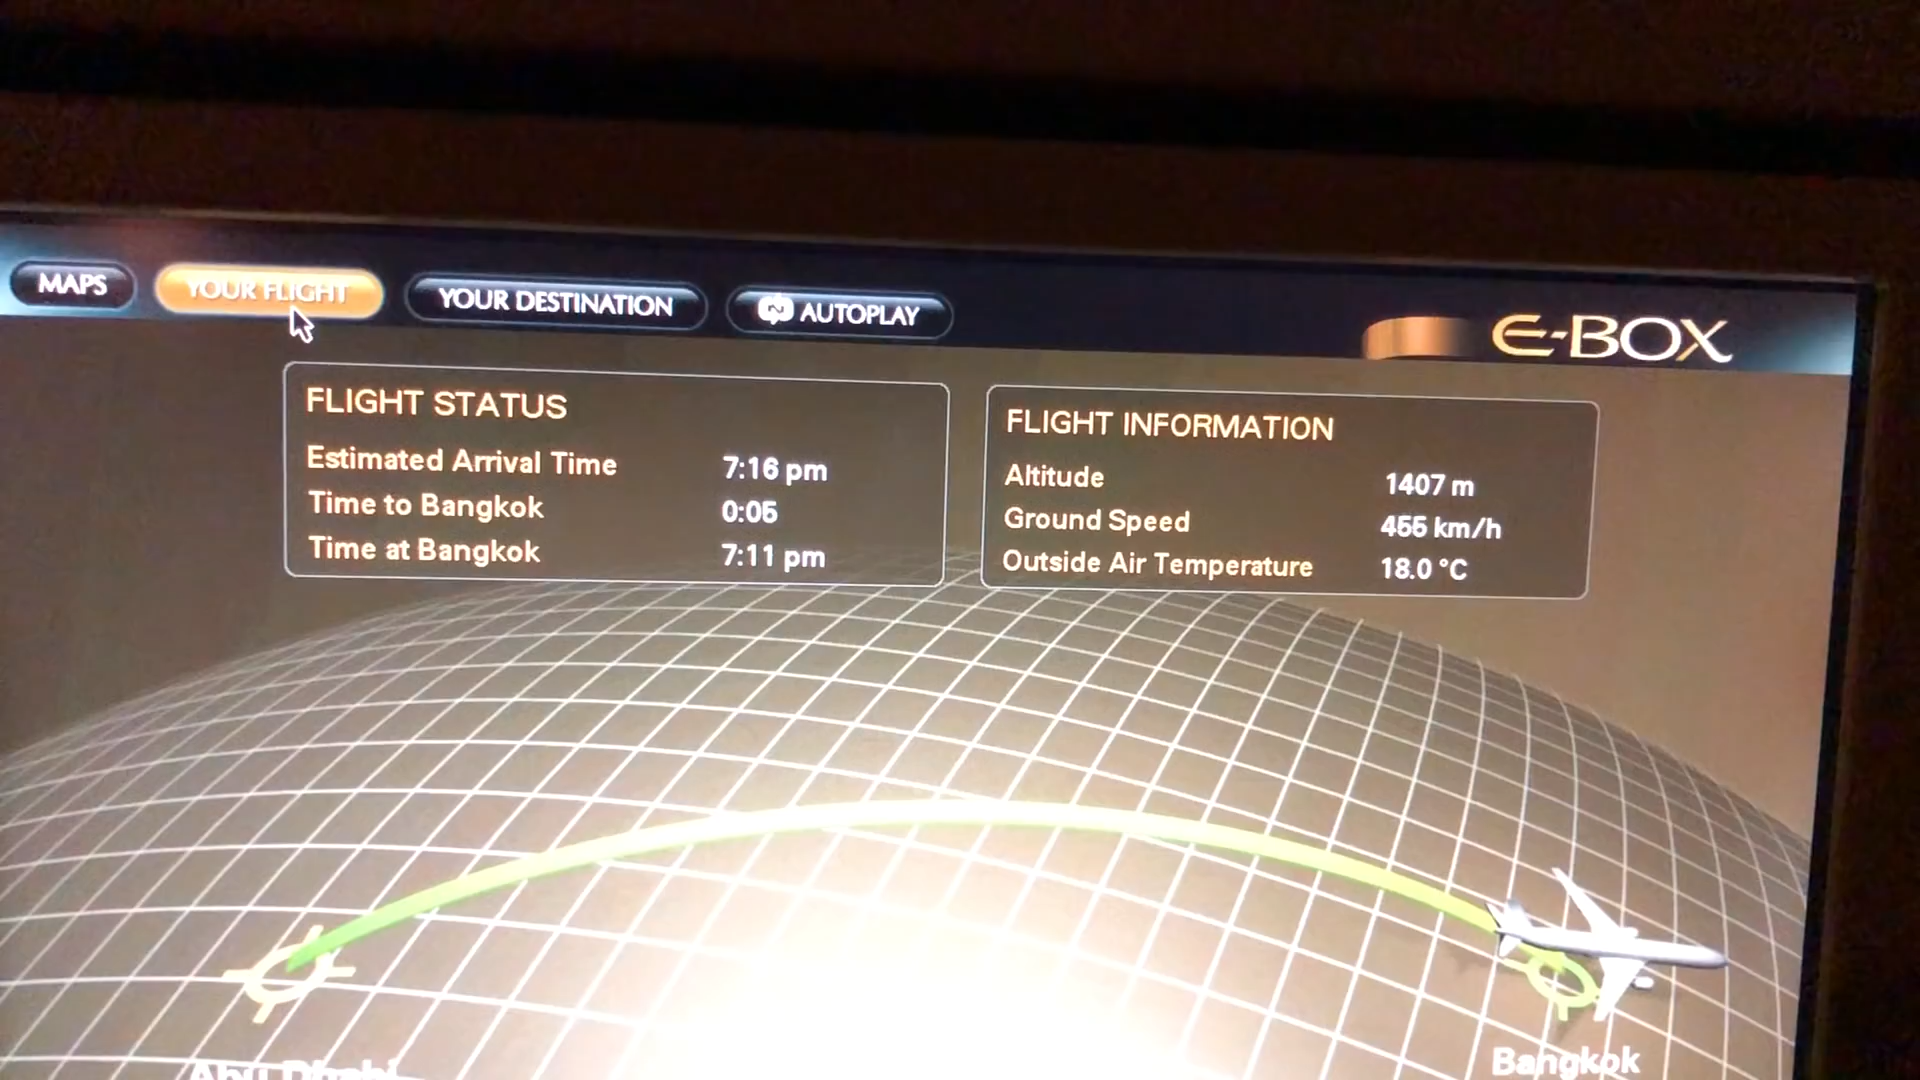 MAPS
YOUR FLIGHT
YOUR DESTINATION
AUTOPLAY
E-BOX
FLIGHT STATUS
Estimated Arrival Time 7:16 pm
Time to Bangkok 0:05
Time at Bangkok 7:11 pm
FLIGHT INFORMATION
Altitude 1407 m
Ground Speed 455 km/h
Outside Air Temperature 18.0 °C
Abu Dhabi
Bangkok